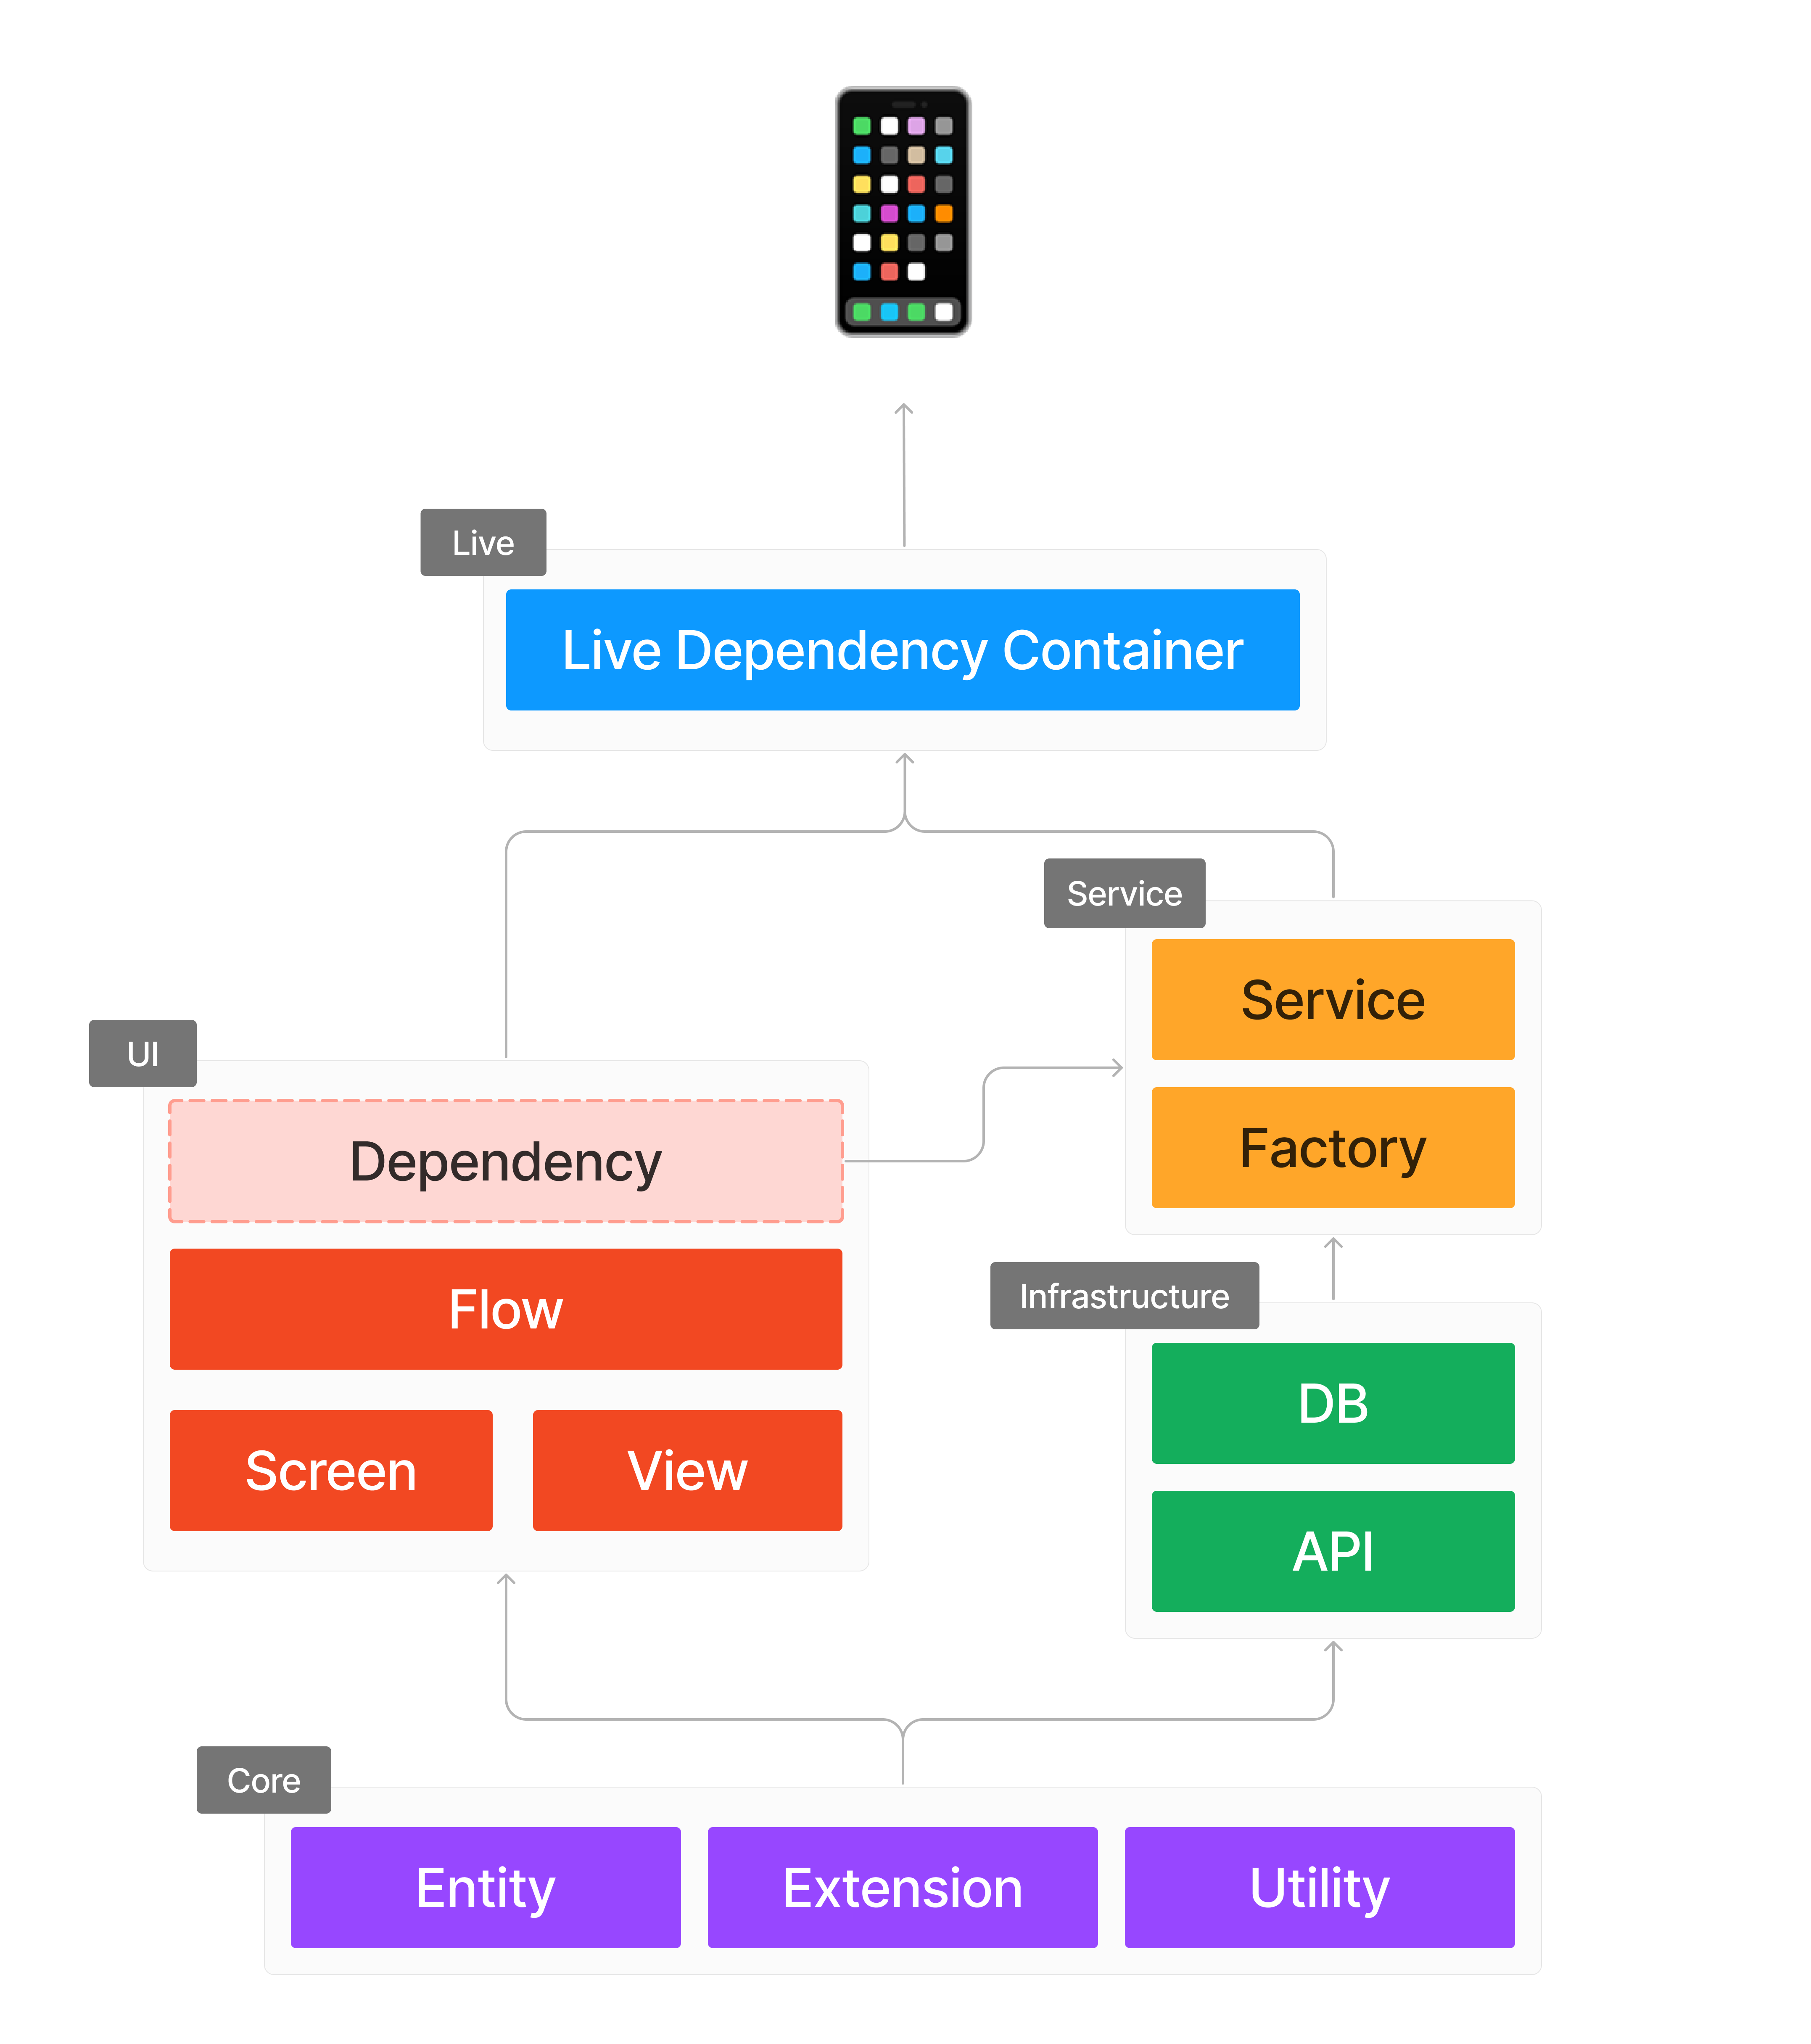 Live
Live Dependency Container
Service
Service
Factory
UI
Dependency
Flow
Screen
View
Infrastructure
DB
API
Core
Entity
Extension
Utility